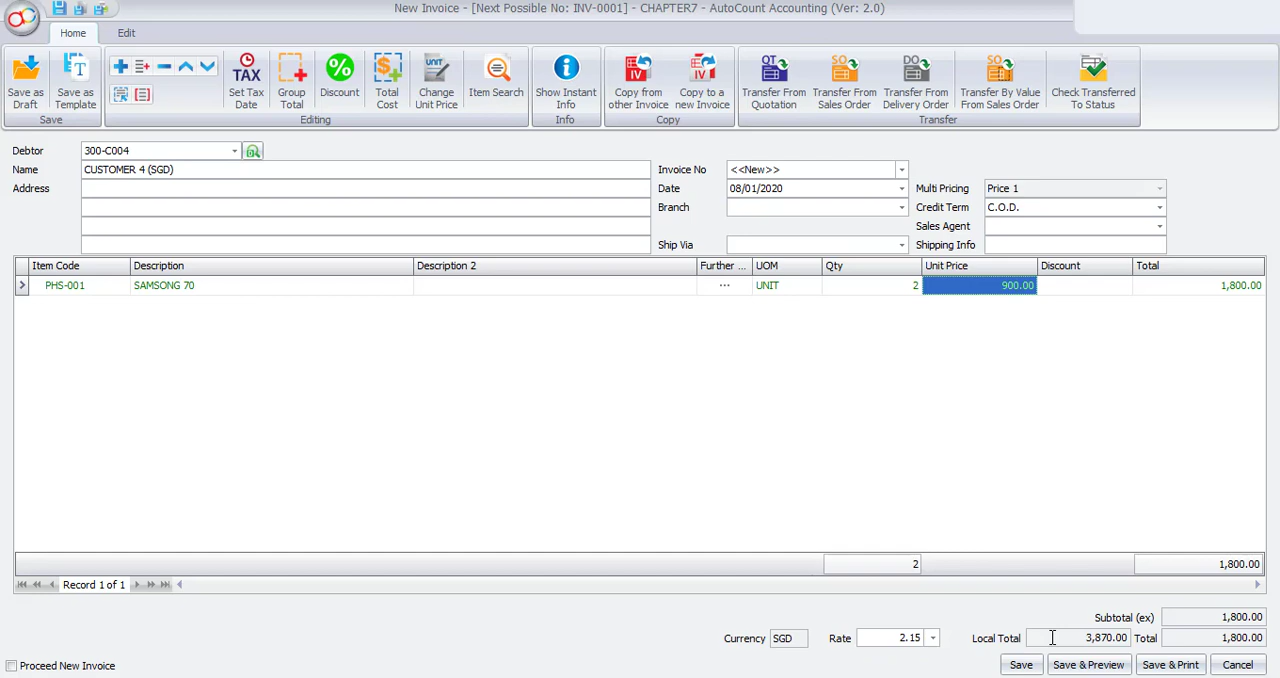 New Invoice - [Next Possible No: INV-0001] - CHAPTER7 - AutoCount Accounting (Ver: 2.0)
Home Edit
Save as Draft
Save as Template
Save
Set Tax Date
Group Total
Discount
Total Cost
Change Unit Price
Item Search
Editing
Show Instant Info
Info
Copy from other Invoice
Copy to a new Invoice
Copy
Transfer From Quotation
Transfer From Sales Order
Transfer From Delivery Order
Transfer By Value From Sales Order
Check Transferred To Status
Transfer
Debtor 300-C004
Name CUSTOMER 4 (SGD) Invoice No <<New>>
Address Date 08/01/2020 Multi Pricing Price 1
Branch Credit Term C.O.D.
Sales Agent
Ship Via Shipping Info
Item Code Description Description 2 Further ... UOM Qty Unit Price Discount Total
PHS-001 SAMSONG 70 ... UNIT 2 900.00 1,800.00
2 1,800.00
Record 1 of 1
Subtotal (ex) 1,800.00
Currency SGD Rate 2.15 Local Total 3,870.00 Total 1,800.00
Proceed New Invoice Save Save & Preview Save & Print Cancel